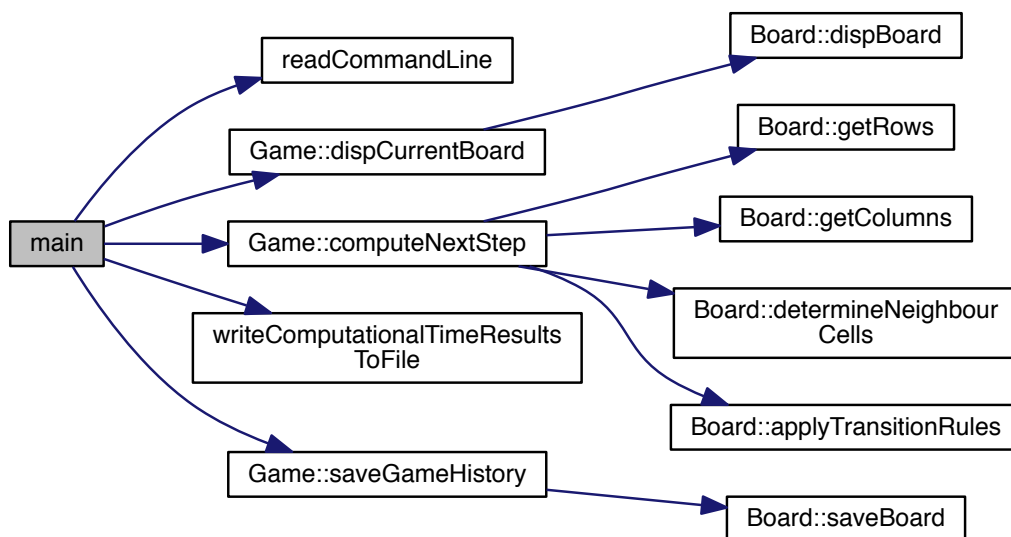 main
readCommandLine
Game::dispCurrentBoard
Game::computeNextStep
writeComputationalTimeResults
ToFile
Game::saveGameHistory
Board::dispBoard
Board::getRows
Board::getColumns
Board::determineNeighbour
Cells
Board::applyTransitionRules
Board::saveBoard